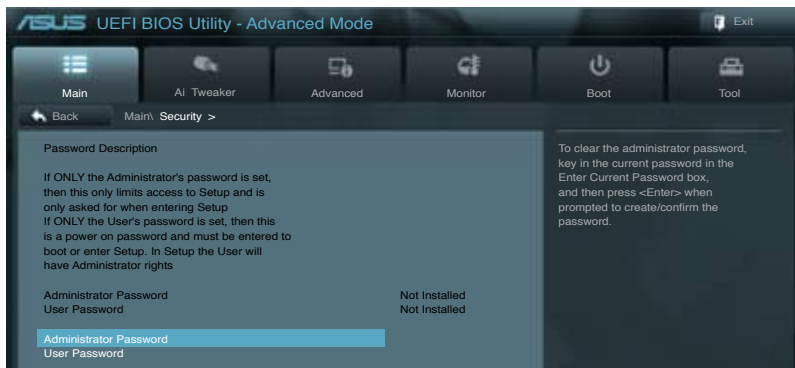 ASUS UEFI BIOS Utility - Advanced Mode
Exit
Main
Ai Tweaker
Advanced
Monitor
Boot
Tool
Back
Main\ Security >
Password Description
If ONLY the Administrator's password is set,
then this only limits access to Setup and is
only asked for when entering Setup
If ONLY the User's password is set, then this
is a power on password and must be entered to
boot or enter Setup. In Setup the User will
have Administrator rights
Administrator Password Not Installed
User Password Not Installed
Administrator Password
User Password
To clear the administrator password,
key in the current password in the
Enter Current Password box,
and then press <Enter> when
prompted to create/confirm the
password.